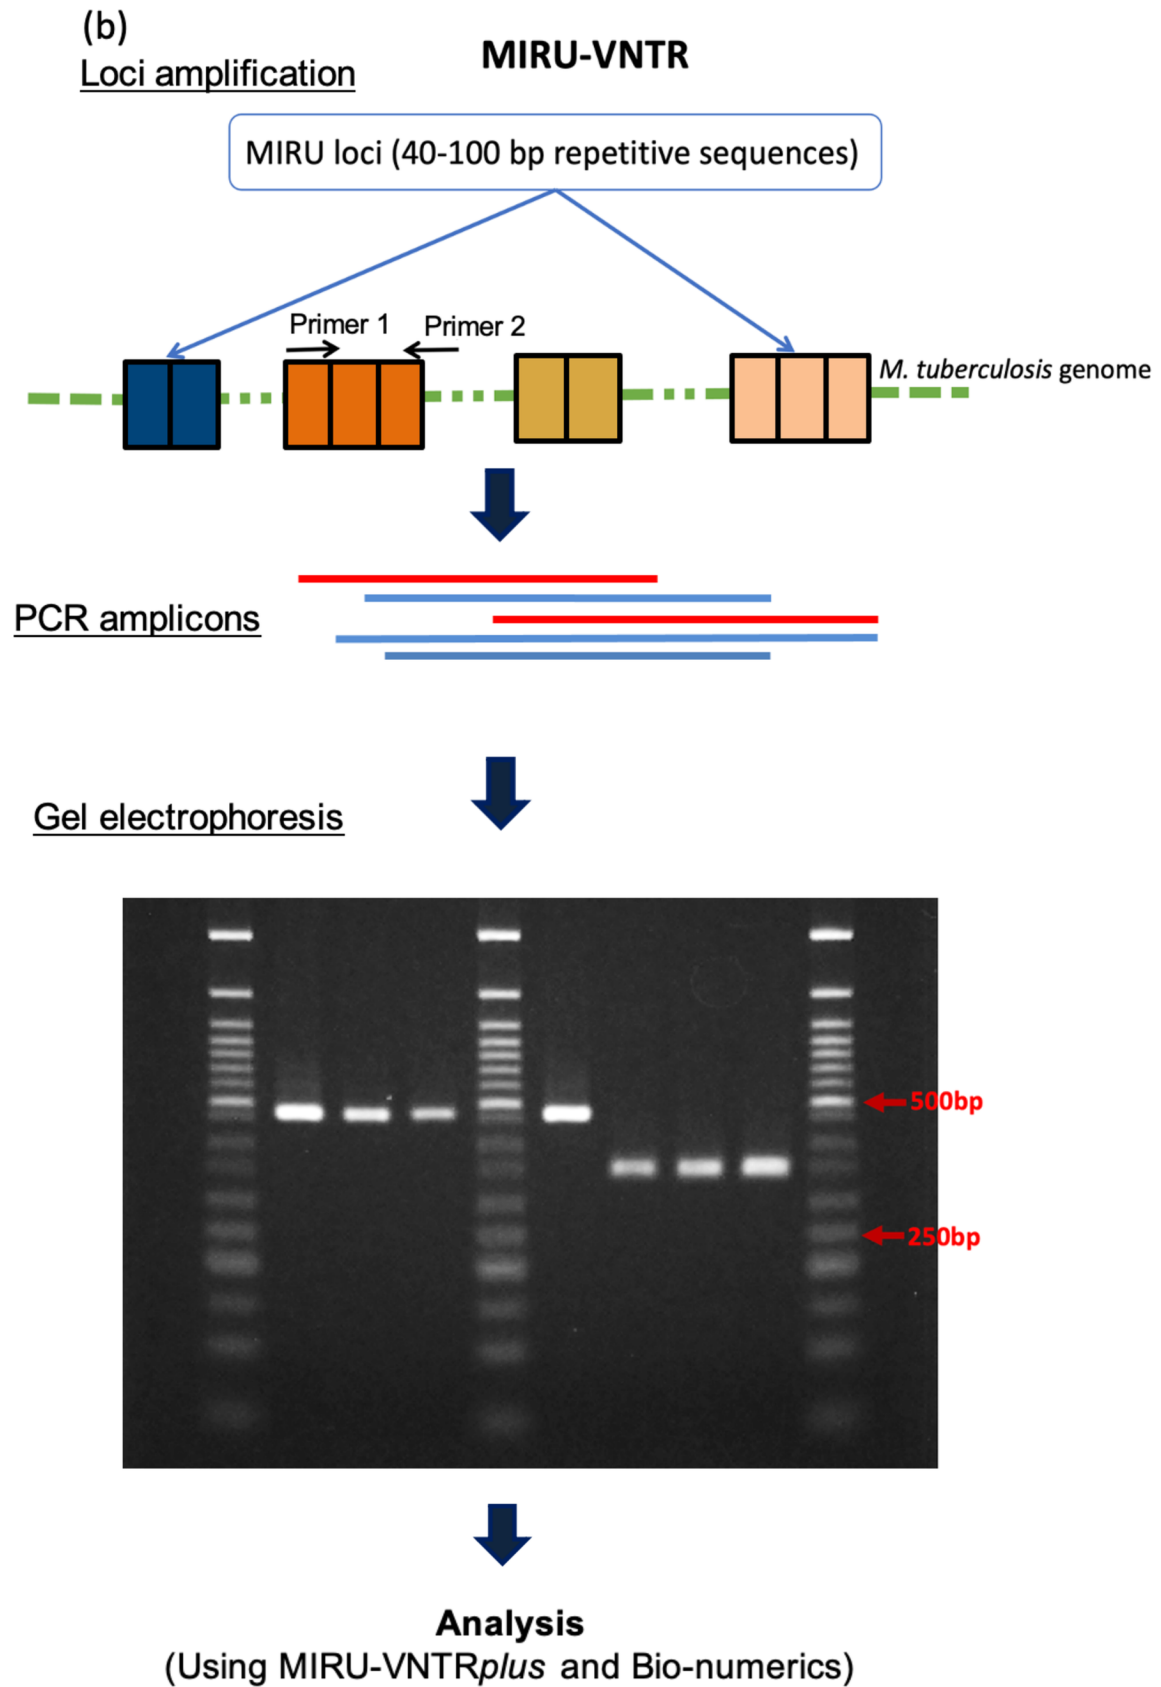 (b)
MIRU-VNTR
Loci amplification
MIRU loci (40-100 bp repetitive sequences)
Primer 1
Primer 2
M. tuberculosis genome
PCR amplicons
Gel electrophoresis
500bp
250bp
Analysis
(Using MIRU-VNTRplus and Bio-numerics)